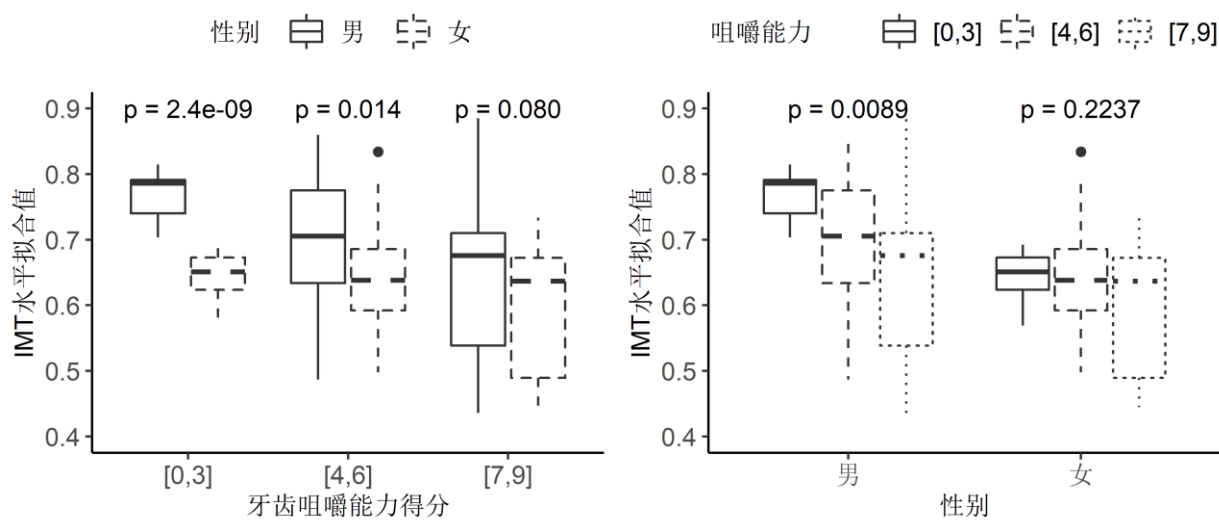 性别 男 女
p = 2.4e-09 p = 0.014 p = 0.080
IMT水平拟合值
0.9
0.8
0.7
0.6
0.5
0.4
[0,3] [4,6] [7,9]
牙齿咀嚼能力得分
咀嚼能力 [0,3] [4,6] [7,9]
p = 0.0089 p = 0.2237
IMT水平拟合值
0.9
0.8
0.7
0.6
0.5
0.4
男 女
性别